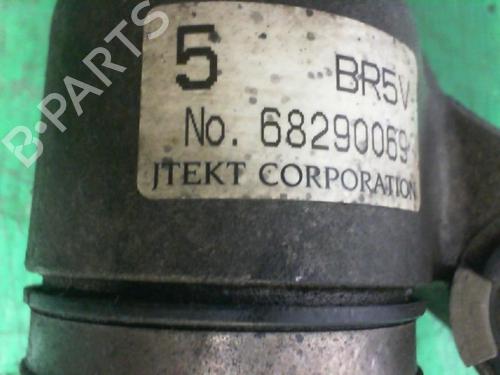 B·PARTS
5 BR5V
No. 68290069
JTEKT CORPORATION